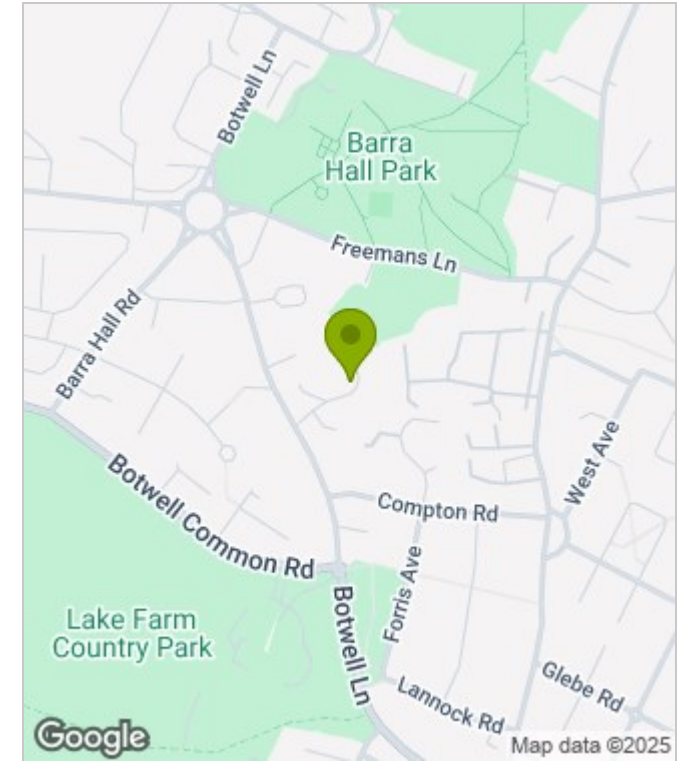 Botwell Ln
Barra
Hall Park
Freemans Ln
Barra Hall Rd
West Ave
Botwell Common Rd
Compton Rd
Forris Ave
Botwell Ln
Lake Farm
Country Park
Glebe Rd
Lannock Rd
Google
Map data ©2025